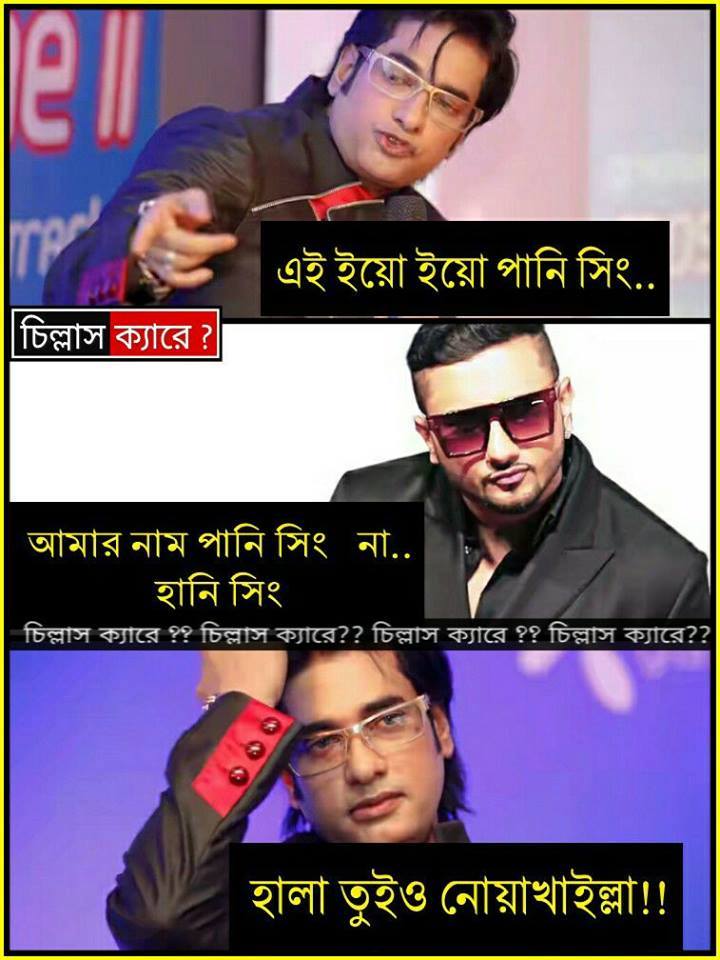 এই ইয়ো ইয়ো পানি সিং..
চিল্লাস ক্যারে ?
আমার নাম পানি সিং না..
হানি সিং
চিল্লাস ক্যারে ?? চিল্লাস ক্যারে?? চিল্লাস ক্যারে ?? চিল্লাস ক্যারে??
হালা তুইও নোয়াখাইল্লা!!